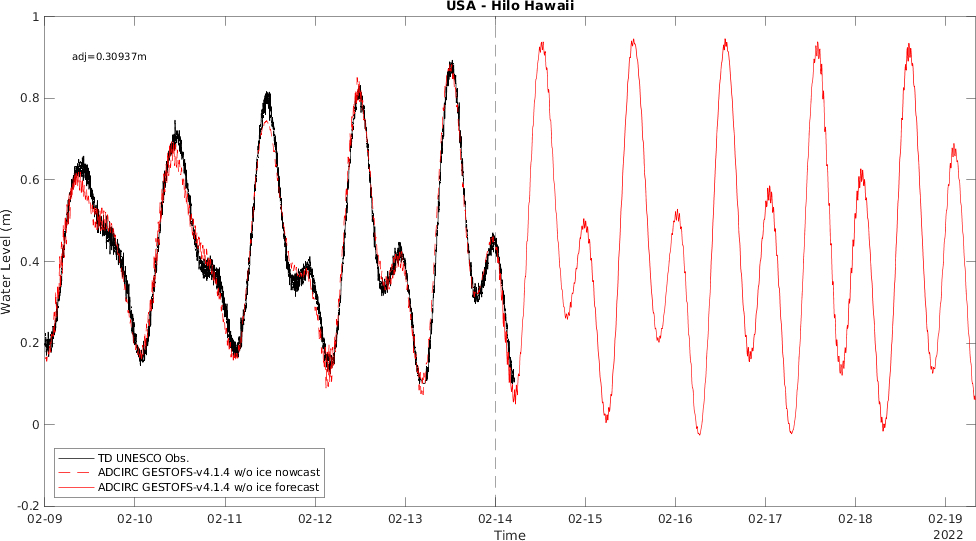 USA - Hilo Hawaii
1
0.8
0.6
0.4
0.2
0
-0.2
Water Level (m)
adj=0.30937m
TD UNESCO Obs.
ADCIRC GESTOFS-v4.1.4 w/o ice nowcast
ADCIRC GESTOFS-v4.1.4 w/o ice forecast
02-09 02-10 02-11 02-12 02-13 02-14 02-15 02-16 02-17 02-18 02-19
Time
2022